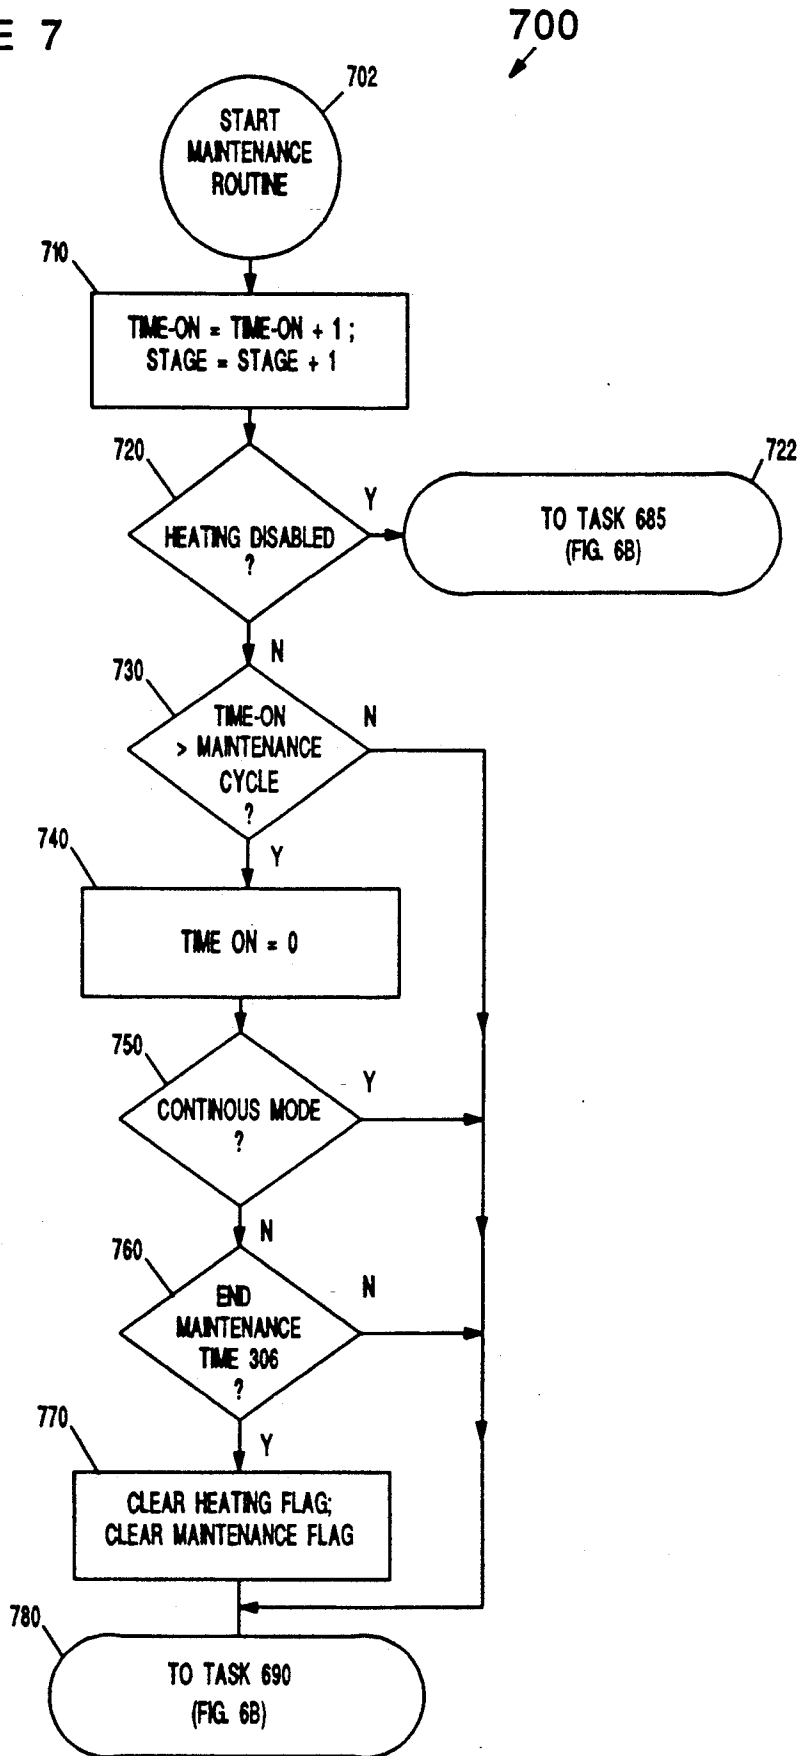 E 7
700
702
START
MAINTENANCE
ROUTINE
710
TIME-ON = TIME-ON + 1 ;
STAGE = STAGE + 1
720
HEATING DISABLED
?
Y
722
TO TASK 685
(FIG. 6B)
N
730
TIME-ON
> MAINTENANCE
CYCLE
?
N
Y
740
TIME ON = 0
750
CONTINOUS MODE
?
Y
N
760
END
MAINTENANCE
TIME 306
?
N
Y
770
CLEAR HEATING FLAG;
CLEAR MAINTENANCE FLAG
780
TO TASK 690
(FIG. 6B)